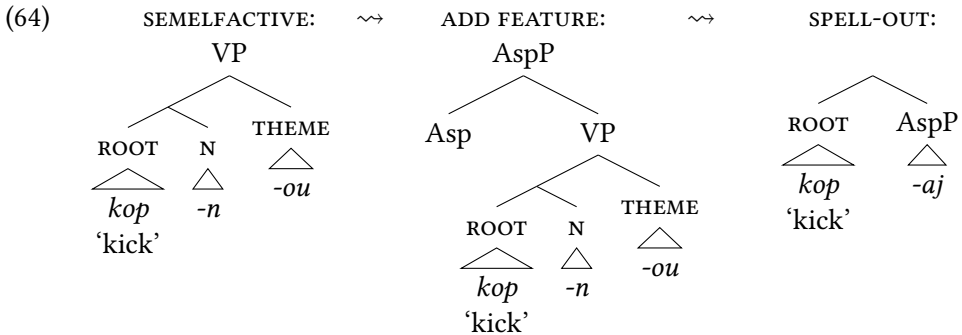 (64) SEMELFACTIVE: ⇝ ADD FEATURE: ⇝ SPELL-OUT:
VP AspP
ROOT N THEME Asp VP ROOT AspP
kop -n -ou kop -aj
‘kick’ ROOT N THEME ‘kick’
kop -n -ou
‘kick’